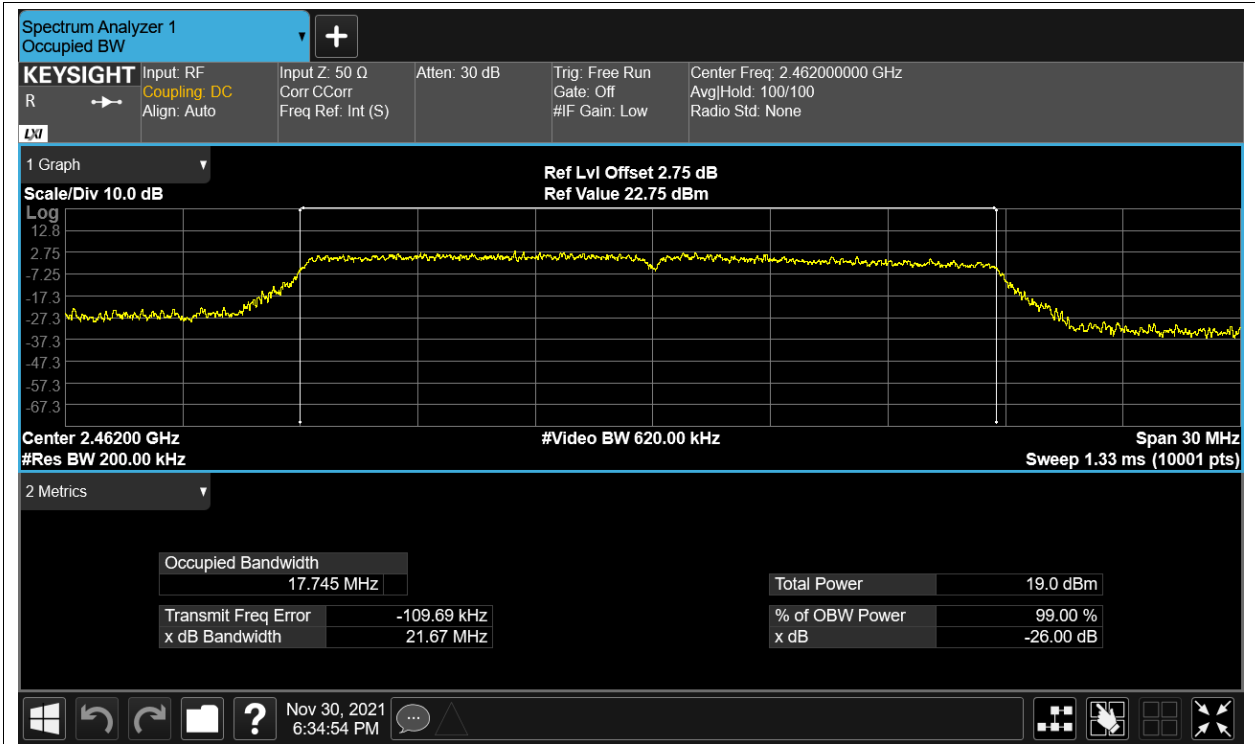 Spectrum Analyzer 1
Occupied BW
KEYSIGHT
R
LXI
Input: RF
Coupling: DC
Align: Auto
Input Z: 50 Ω
Corr CCorr
Freq Ref: Int (S)
Atten: 30 dB
Trig: Free Run
Gate: Off
#IF Gain: Low
Center Freq: 2.462000000 GHz
Avg|Hold: 100/100
Radio Std: None
1 Graph
Scale/Div 10.0 dB
Ref Lvl Offset 2.75 dB
Ref Value 22.75 dBm
Log
12.8
2.75
-7.25
-17.3
-27.3
-37.3
-47.3
-57.3
-67.3
Center 2.46200 GHz
#Video BW 620.00 kHz
Span 30 MHz
#Res BW 200.00 kHz
Sweep 1.33 ms (10001 pts)
2 Metrics
Occupied Bandwidth
17.745 MHz
Total Power 19.0 dBm
Transmit Freq Error -109.69 kHz
% of OBW Power 99.00 %
x dB Bandwidth 21.67 MHz
x dB -26.00 dB
?
Nov 30, 2021
6:34:54 PM